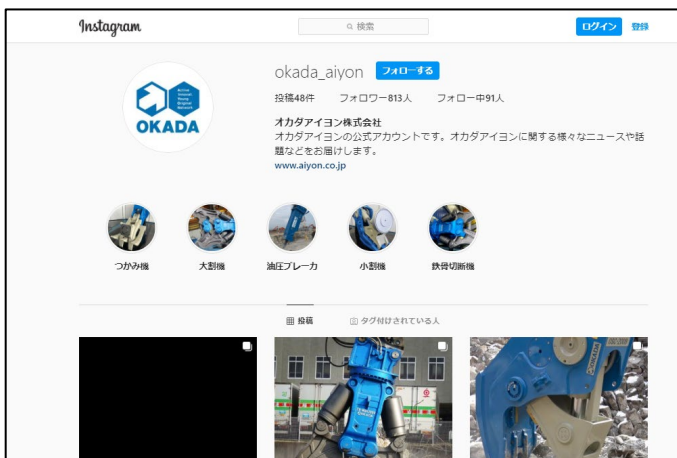 Instagram
検索
ログイン 登録
okada_aiyon フォローする
投稿48件 フォロワー813人 フォロー中91人
オカダアイヨン株式会社
オカダアイヨンの公式アカウントです。オカダアイヨンに関する様々なニュースや話
題などをお届けします。
www.aiyon.co.jp
OKADA
つかみ機 大割機 油圧ブレーカ 小割機 鉄骨切断機
投稿 タグ付けされている人